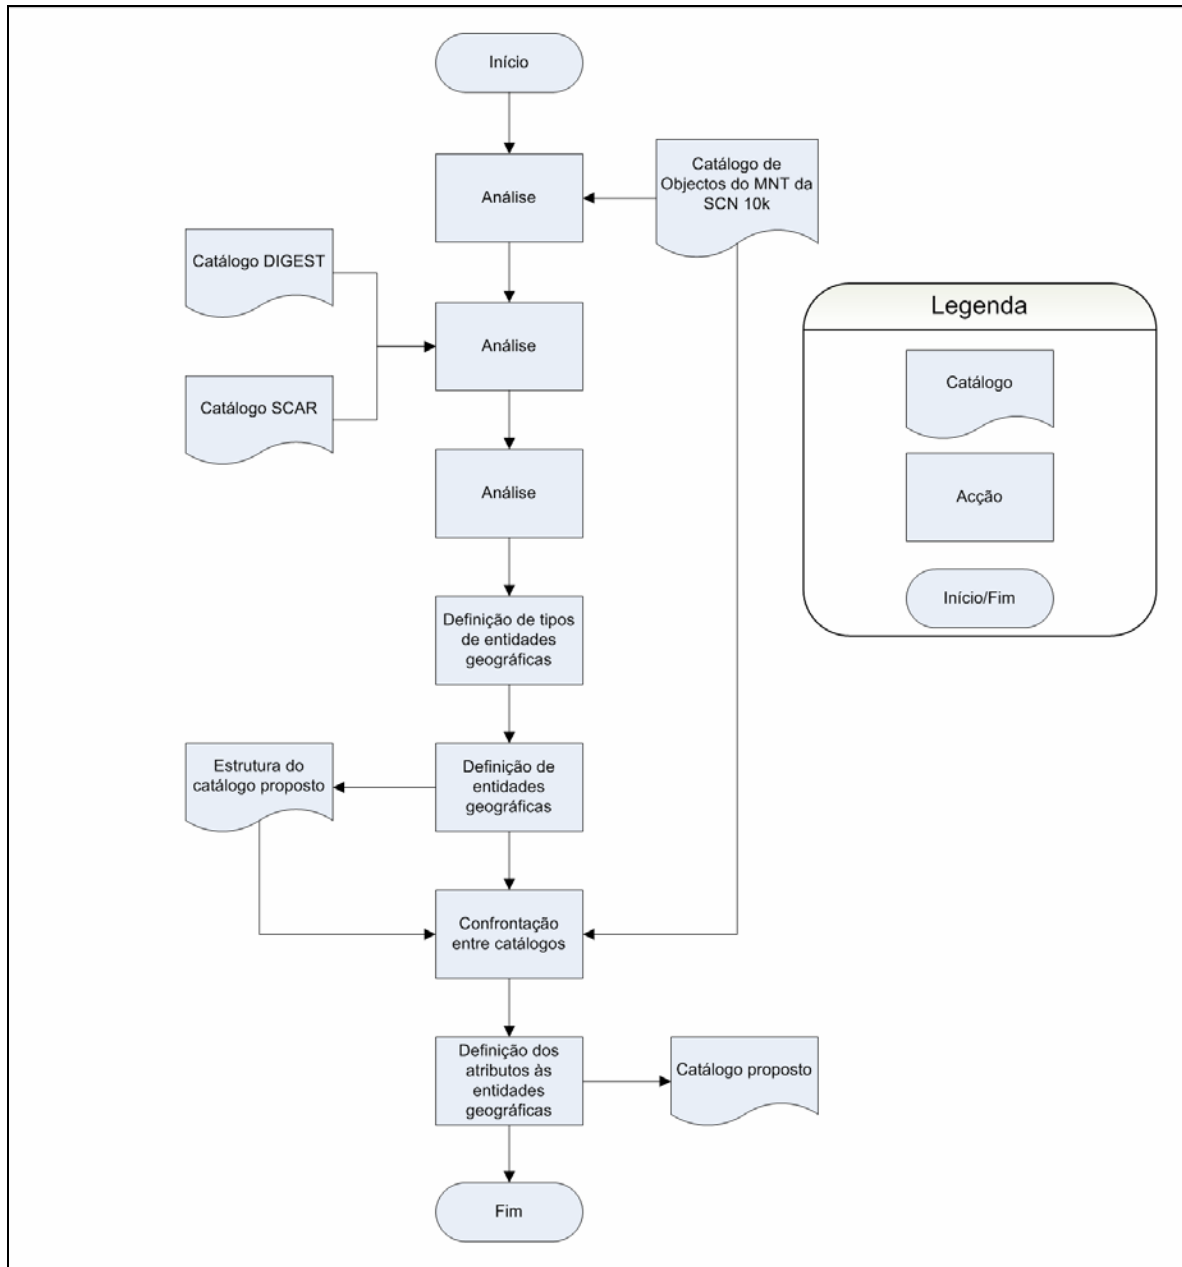 Início
Análise
Catálogo de
Objectos do MNT da
SCN 10k
Catálogo DIGEST
Análise
Catálogo SCAR
Análise
Definição de tipos
de entidades
geográficas
Estrutura do
catálogo proposto
Definição de
entidades
geográficas
Confrontação
entre catálogos
Definição dos
atributos às
entidades
geográficas
Catálogo proposto
Fim
Legenda
Catálogo
Acção
Início/Fim